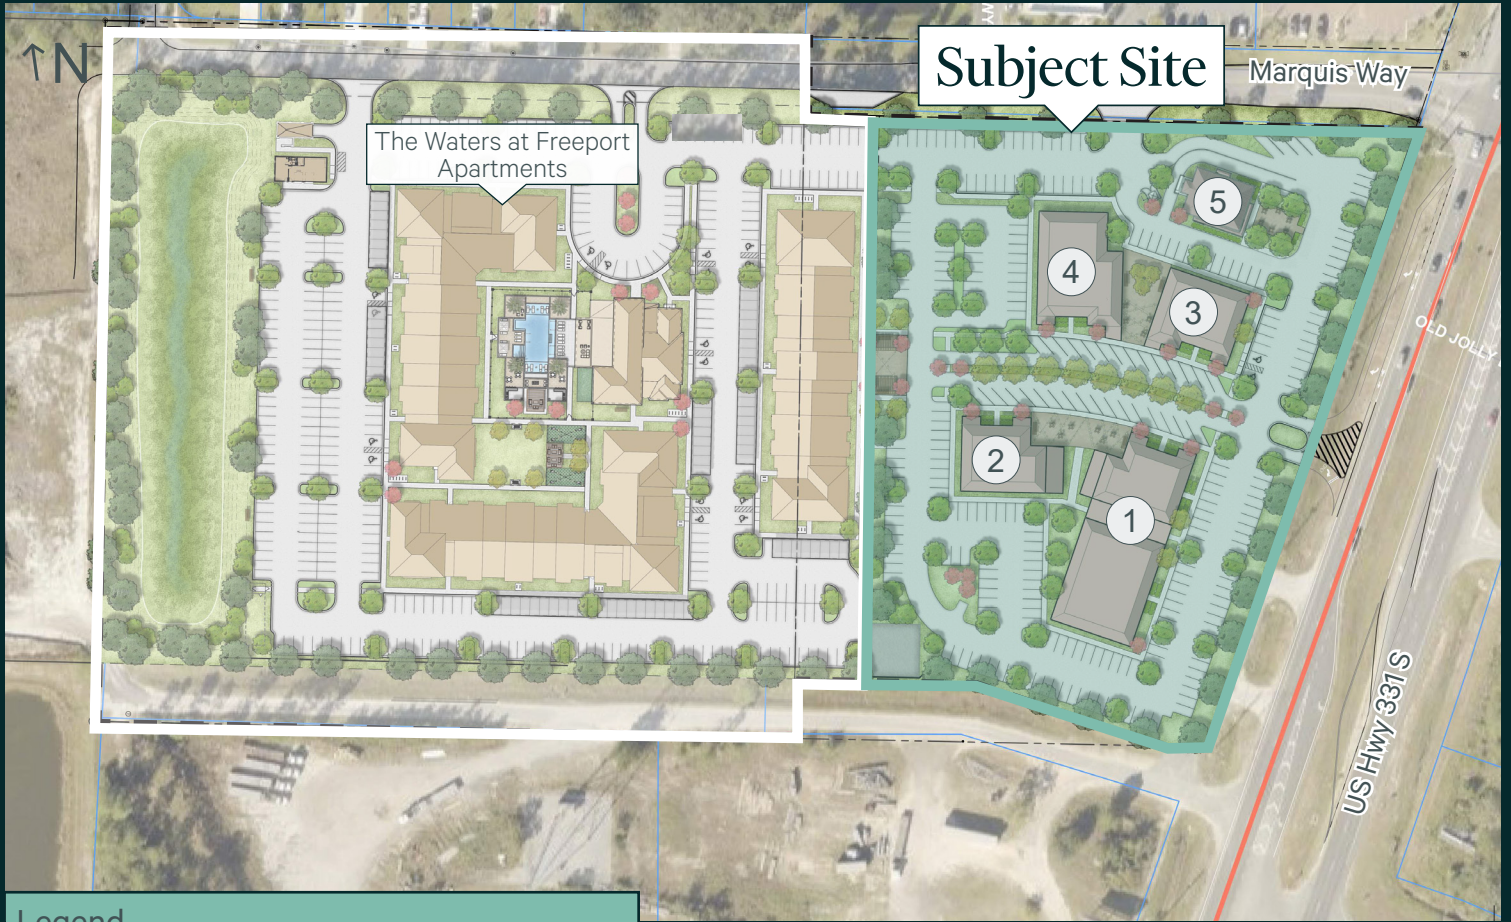 ↑N
Subject Site
Marquis Way
The Waters at Freeport
Apartments
5
4
3
OLD JOLLY
2
1
US Hwy 331 S
Legend